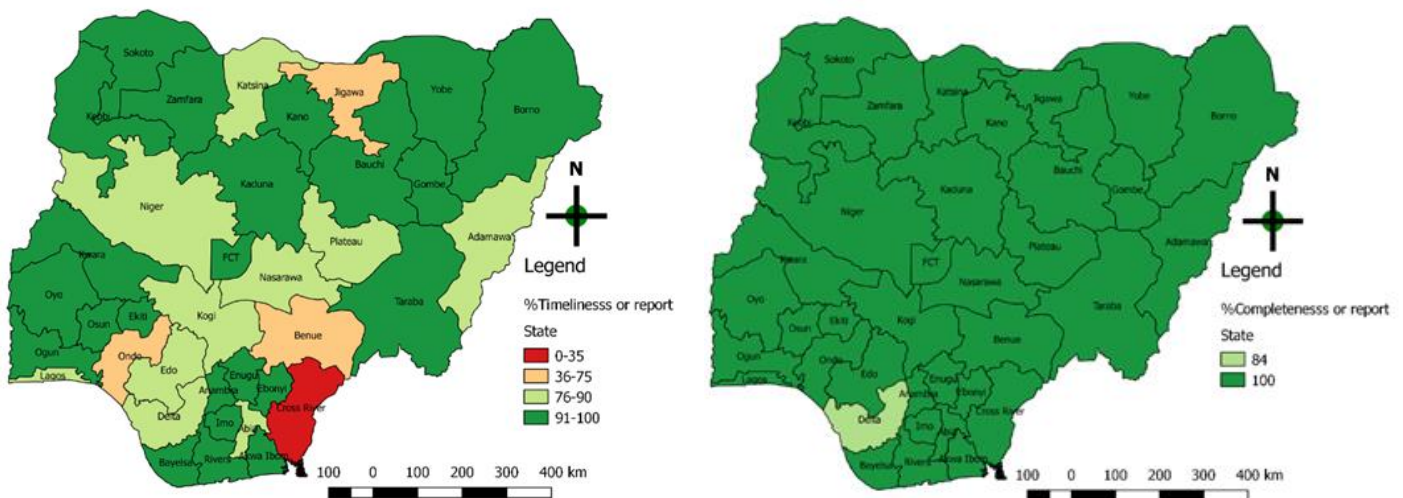 Sokoto
Katsina
Jigawa
Yobe
Zamfara
Kano
Borno
Kebbi
Bauchi
Kaduna
Gombe
N
Niger
Plateau
Adamawa
FCT
Nasarawa
Legend
Kwara
Taraba
%Timelinesss or report
Oyo
Kogi
State
Osun
Ekiti
Benue
0-35
Ogun
Ondo
Edo
36-75
Lagos
Enugu
Anambra
Ebonyi
76-90
Delta
Imo
Cross River
91-100
Abia
Bayelsa
Rivers
Akwa Ibom
100 0 100 200 300 400 km
Sokoto
Katsina
Jigawa
Yobe
Zamfara
Kano
Borno
Kebbi
Bauchi
Kaduna
Gombe
N
Niger
Plateau
Adamawa
FCT
Nasarawa
Legend
Kwara
Taraba
%Completenesss or report
Oyo
Kogi
State
Osun
Ekiti
Benue
84
Ogun
Ondo
Edo
100
Lagos
Enugu
Anambra
Ebonyi
Delta
Imo
Cross River
Abia
Bayelsa
Rivers
Akwa Ibom
100 0 100 200 300 400 km